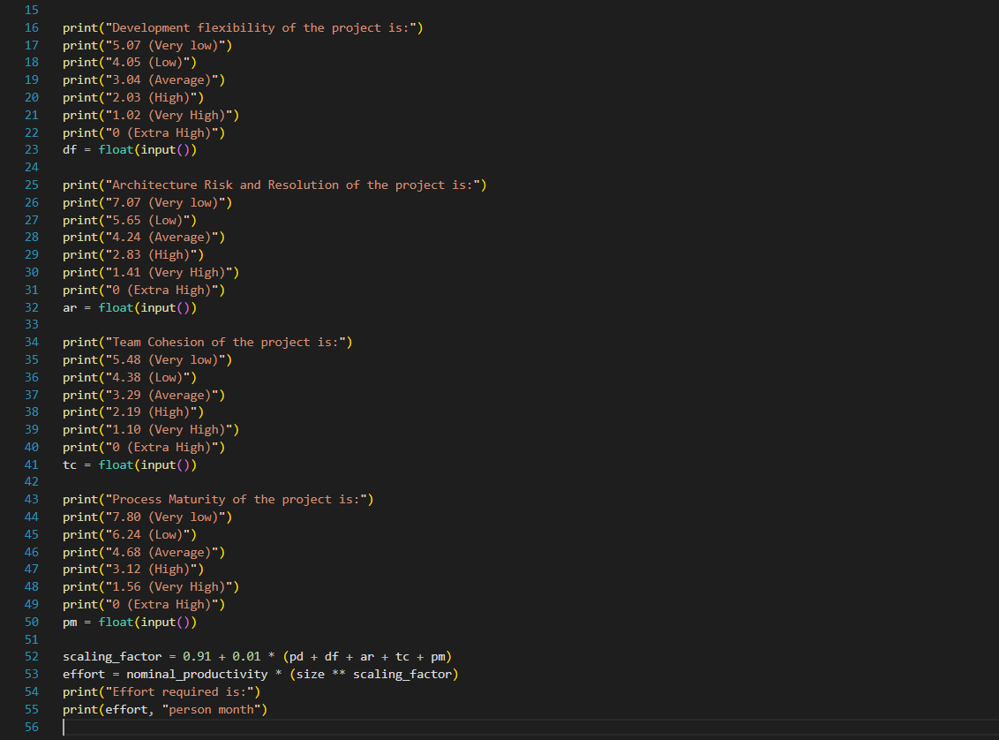 15
16 print("Development flexibility of the project is:")
17 print("5.07 (Very low)")
18 print("4.05 (Low)")
19 print("3.04 (Average)")
20 print("2.03 (High)")
21 print("1.02 (Very High)")
22 print("0 (Extra High)")
23 df = float(input())
24
25 print("Architecture Risk and Resolution of the project is:")
26 print("7.07 (Very low)")
27 print("5.65 (Low)")
28 print("4.24 (Average)")
29 print("2.83 (High)")
30 print("1.41 (Very High)")
31 print("0 (Extra High)")
32 ar = float(input())
33
34 print("Team Cohesion of the project is:")
35 print("5.48 (Very low)")
36 print("4.38 (Low)")
37 print("3.29 (Average)")
38 print("2.19 (High)")
39 print("1.10 (Very High)")
40 print("0 (Extra High)")
41 tc = float(input())
42
43 print("Process Maturity of the project is:")
44 print("7.80 (Very low)")
45 print("6.24 (Low)")
46 print("4.68 (Average)")
47 print("3.12 (High)")
48 print("1.56 (Very High)")
49 print("0 (Extra High)")
50 pm = float(input())
51
52 scaling_factor = 0.91 + 0.01 * (pd + df + ar + tc + pm)
53 effort = nominal_productivity * (size ** scaling_factor)
54 print("Effort required is:")
55 print(effort, "person month")
56